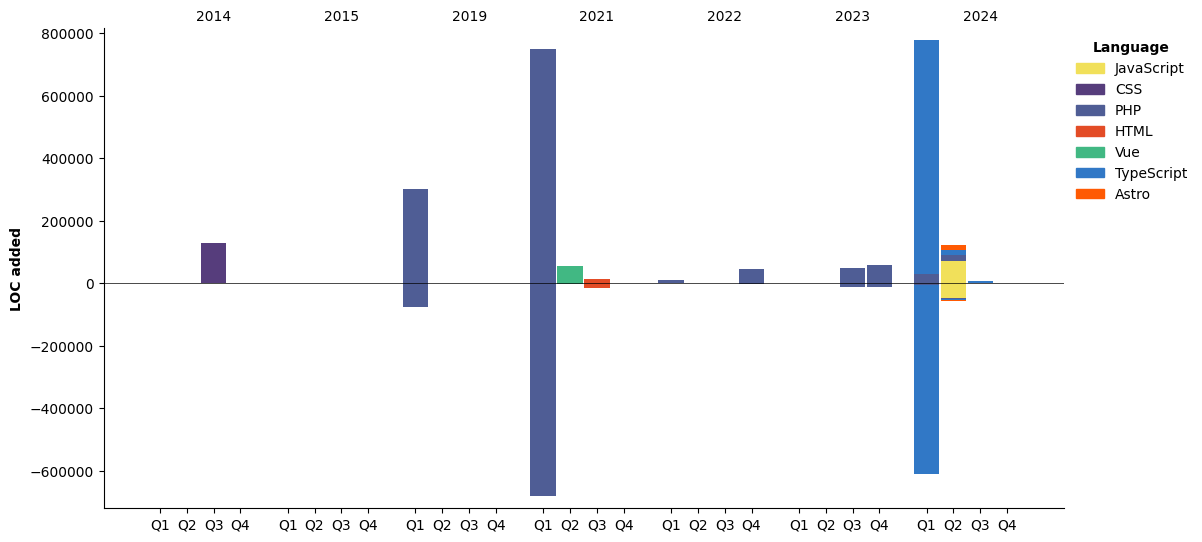 2014 2015 2019 2021 2022 2023 2024
Language
JavaScript
CSS
PHP
HTML
Vue
TypeScript
Astro
LOC added
800000
600000
400000
200000
0
−200000
−400000
−600000
Q1 Q2 Q3 Q4 Q1 Q2 Q3 Q4 Q1 Q2 Q3 Q4 Q1 Q2 Q3 Q4 Q1 Q2 Q3 Q4 Q1 Q2 Q3 Q4 Q1 Q2 Q3 Q4